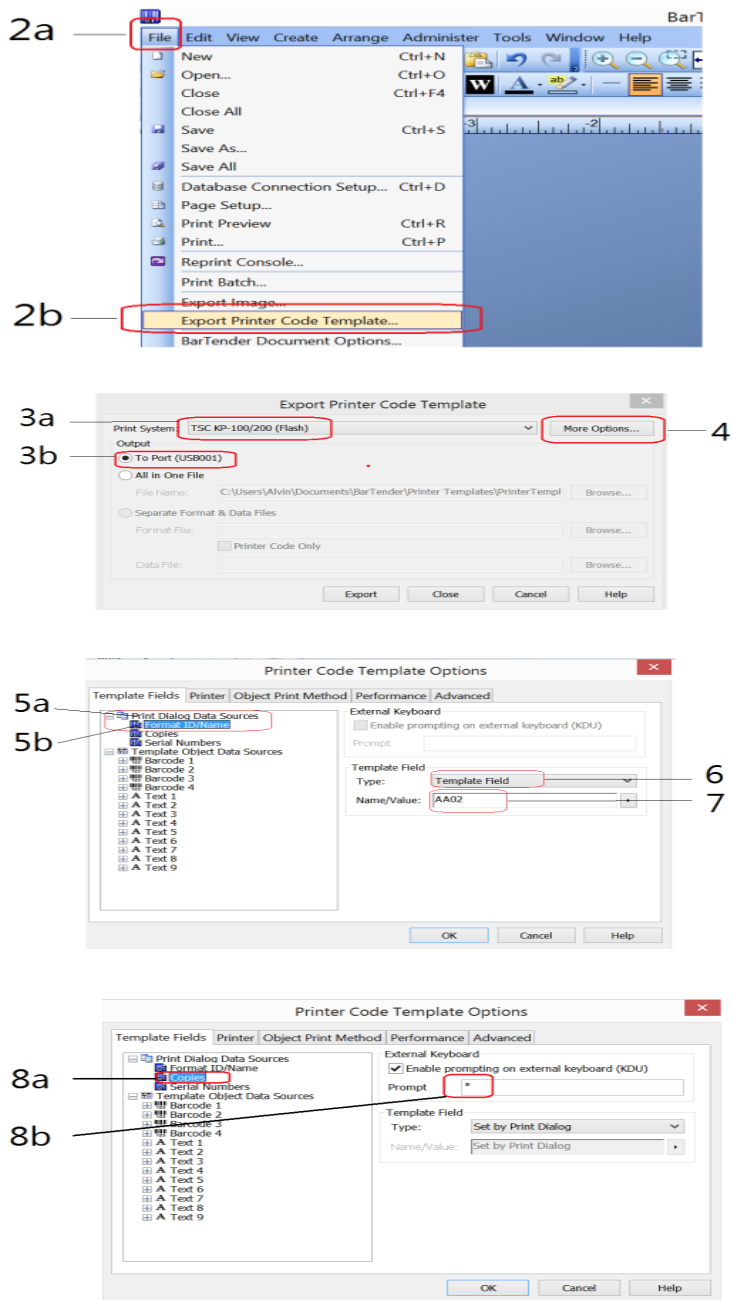 2a
BarT
File Edit View Create Arrange Administer Tools Window Help
New Ctrl+N
Open... Ctrl+O
Close Ctrl+F4
Close All
Save Ctrl+S
Save As...
Save All
Database Connection Setup... Ctrl+D
Page Setup...
Print Preview Ctrl+R
Print... Ctrl+P
Reprint Console...
Print Batch...
Export Image...
2b
Export Printer Code Template...
BarTender Document Options...
W A ab
-3 -2
Export Printer Code Template
3a
Print System: TSC KP-100/200 (Flash) More Options... 4
Output
3b
To Port (USB001)
All in One File
File Name: C:\Users\Alvin\Documents\BarTender\Printer Templates\PrinterTempl Browse...
Separate Format & Data Files
Format File: Browse...
Printer Code Only
Data File: Browse...
Export Close Cancel Help
Printer Code Template Options
Template Fields Printer Object Print Method Performance Advanced
5a
Print Dialog Data Sources
5b
Format ID/Name
Copies
Serial Numbers
Template Object Data Sources
Barcode 1
Barcode 2
Barcode 3
Barcode 4
A Text 1
A Text 2
A Text 3
A Text 4
A Text 5
A Text 6
A Text 7
A Text 8
A Text 9
External Keyboard
Enable prompting on external keyboard (KDU)
Prompt
Template Field
Type: Template Field 6
Name/Value: AA02 7
OK Cancel Help
Printer Code Template Options
Template Fields Printer Object Print Method Performance Advanced
Print Dialog Data Sources
Format ID/Name
8a
Copies
Serial Numbers
Template Object Data Sources
Barcode 1
Barcode 2
8b
Barcode 3
Barcode 4
A Text 1
A Text 2
A Text 3
A Text 4
A Text 5
A Text 6
A Text 7
A Text 8
A Text 9
External Keyboard
Enable prompting on external keyboard (KDU)
Prompt *
Template Field
Type: Set by Print Dialog
Name/Value: Set by Print Dialog
OK Cancel Help